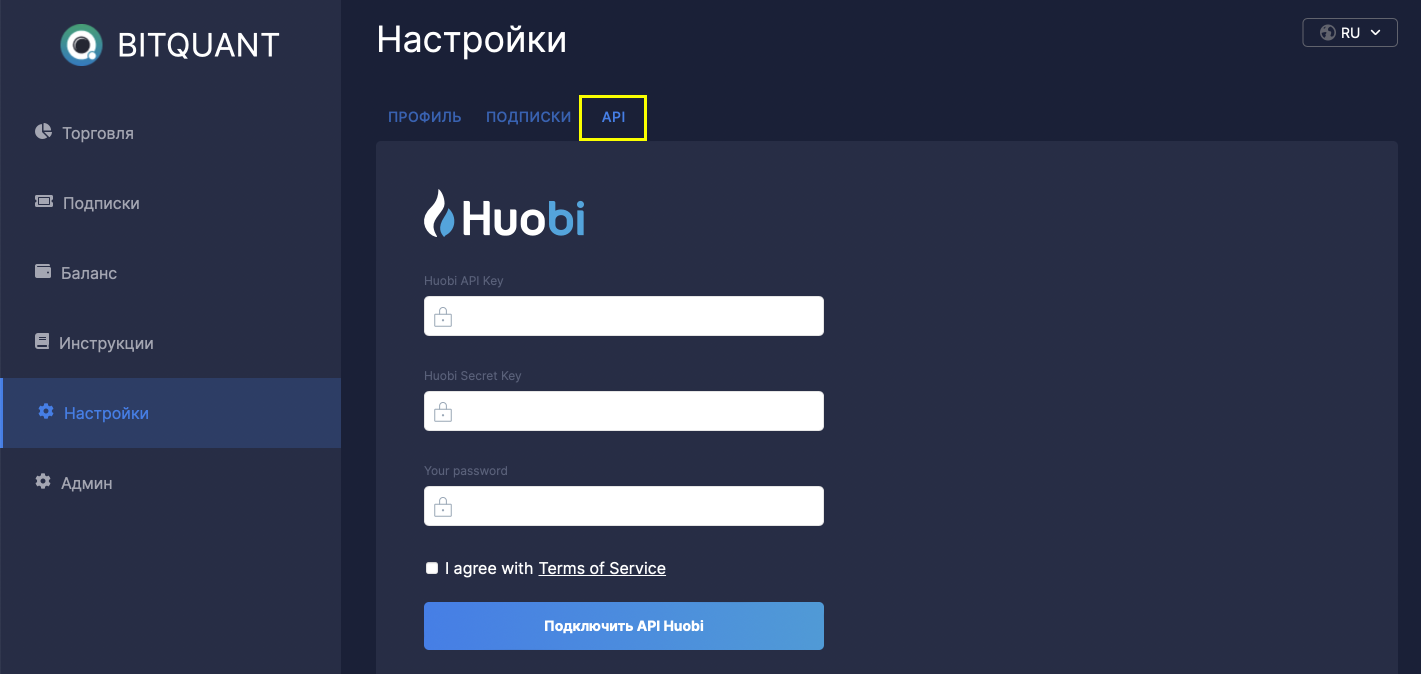 BITQUANT
Торговля
Подписки
Баланс
Инструкции
Настройки
Админ
Настройки
RU
ПРОФИЛЬ ПОДПИСКИ API
Huobi
Huobi API Key
Huobi Secret Key
Your password
I agree with Terms of Service
Подключить API Huobi